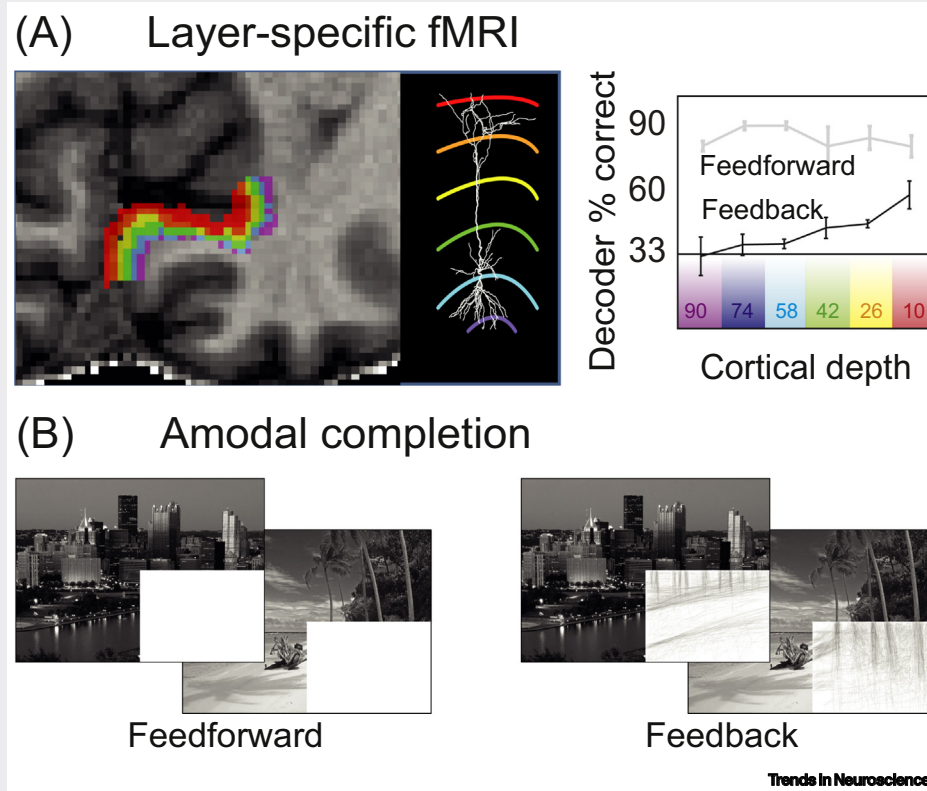 (A) Layer-specific fMRI
Decoder % correct
90
60
33
Feedforward
Feedback
90 74 58 42 26 10
Cortical depth
(B) Amodal completion
Feedforward
Feedback
Trends in Neuroscience